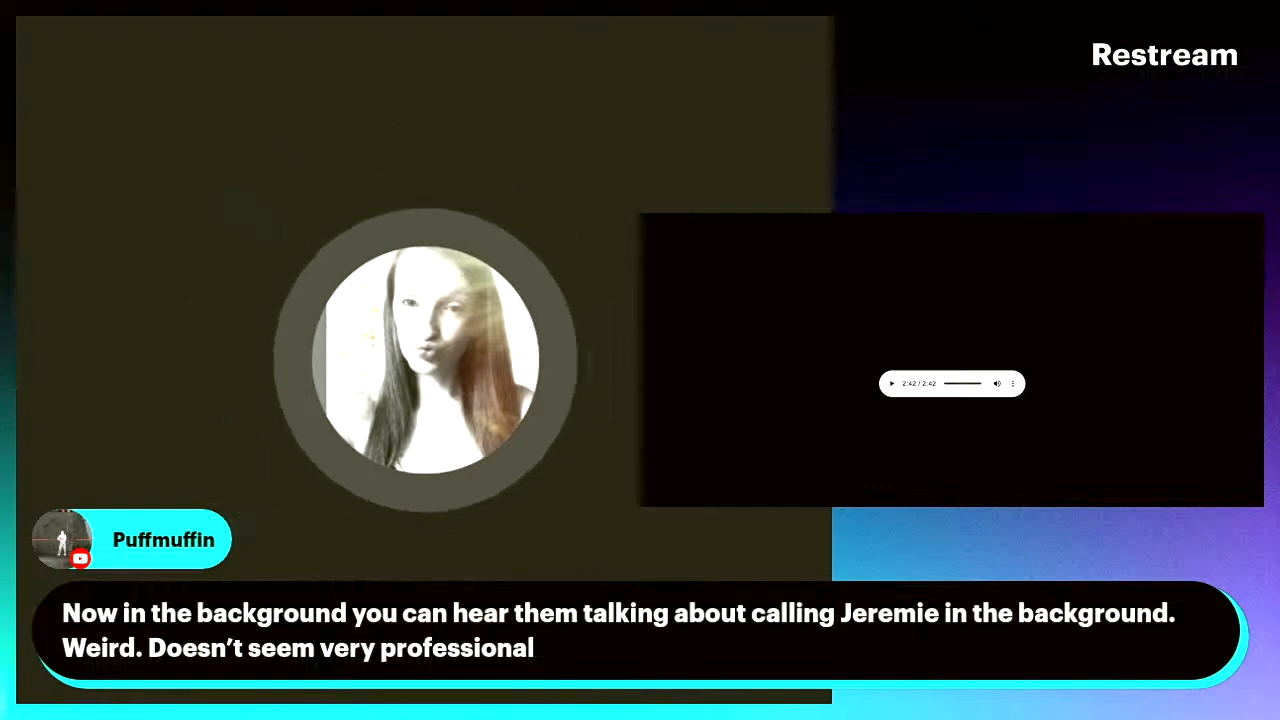 Restream
2:42 / 2:42
Puffmuffin
Now in the background you can hear them talking about calling Jeremie in the background.
Weird. Doesn’t seem very professional